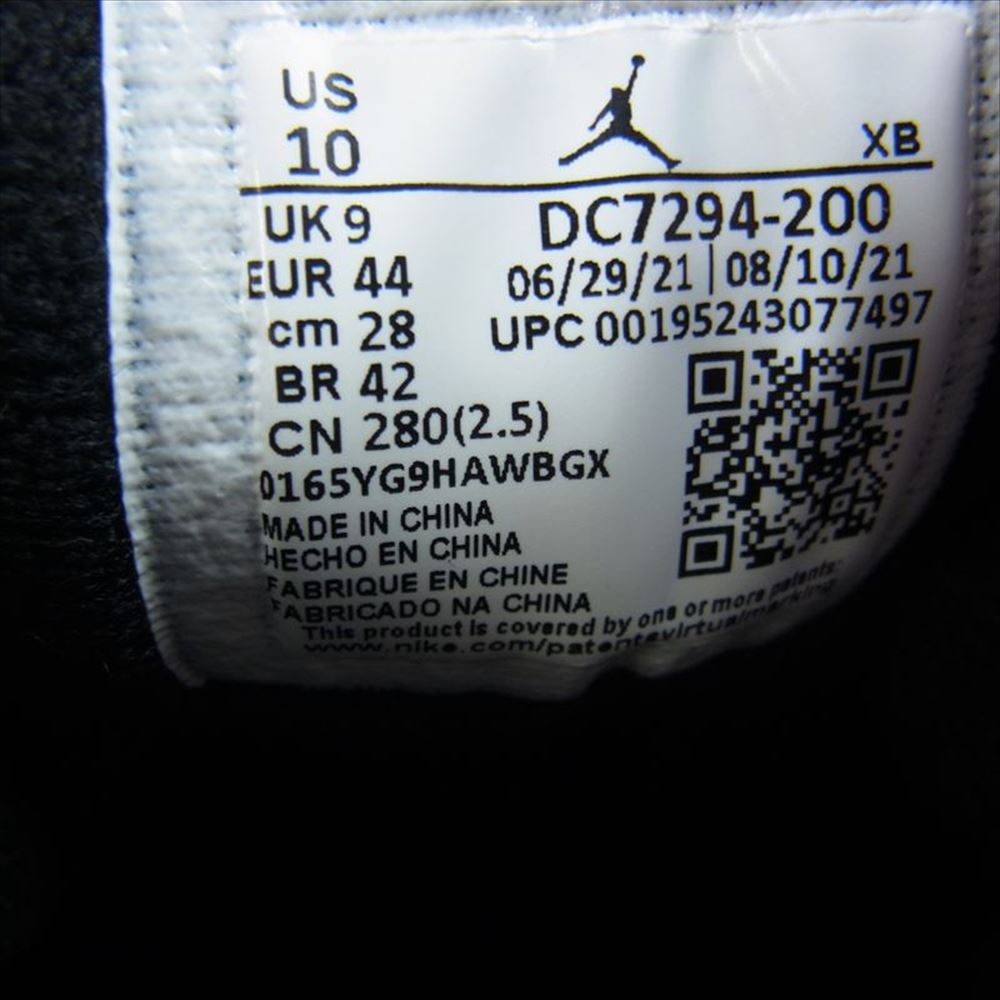 US
10
XB
UK 9
DC7294-200
EUR 44
06/29/21 | 08/10/21
cm 28
UPC 00195243077497
BR 42
CN 280(2.5)
0165YG9HAWBGX
MADE IN CHINA
HECHO EN CHINA
FABRIQUE EN CHINE
FABRICADO NA CHINA
This product is covered by one or more patents:
www.nike.com/patentsvirtualmarking